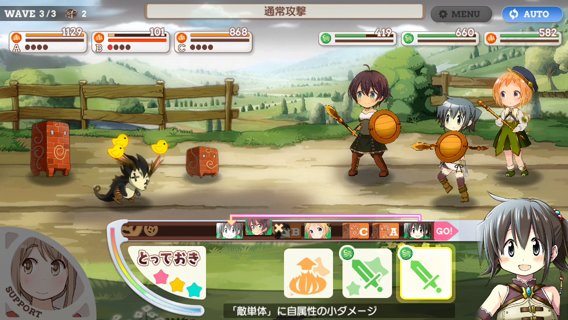 WAVE 3/3 2
通常攻撃
MENU
AUTO
A 1129
B 101
C 868
419
660
582
B C A GO!
SUPPORT
とっておき
「敵単体」に自属性の小ダメージ